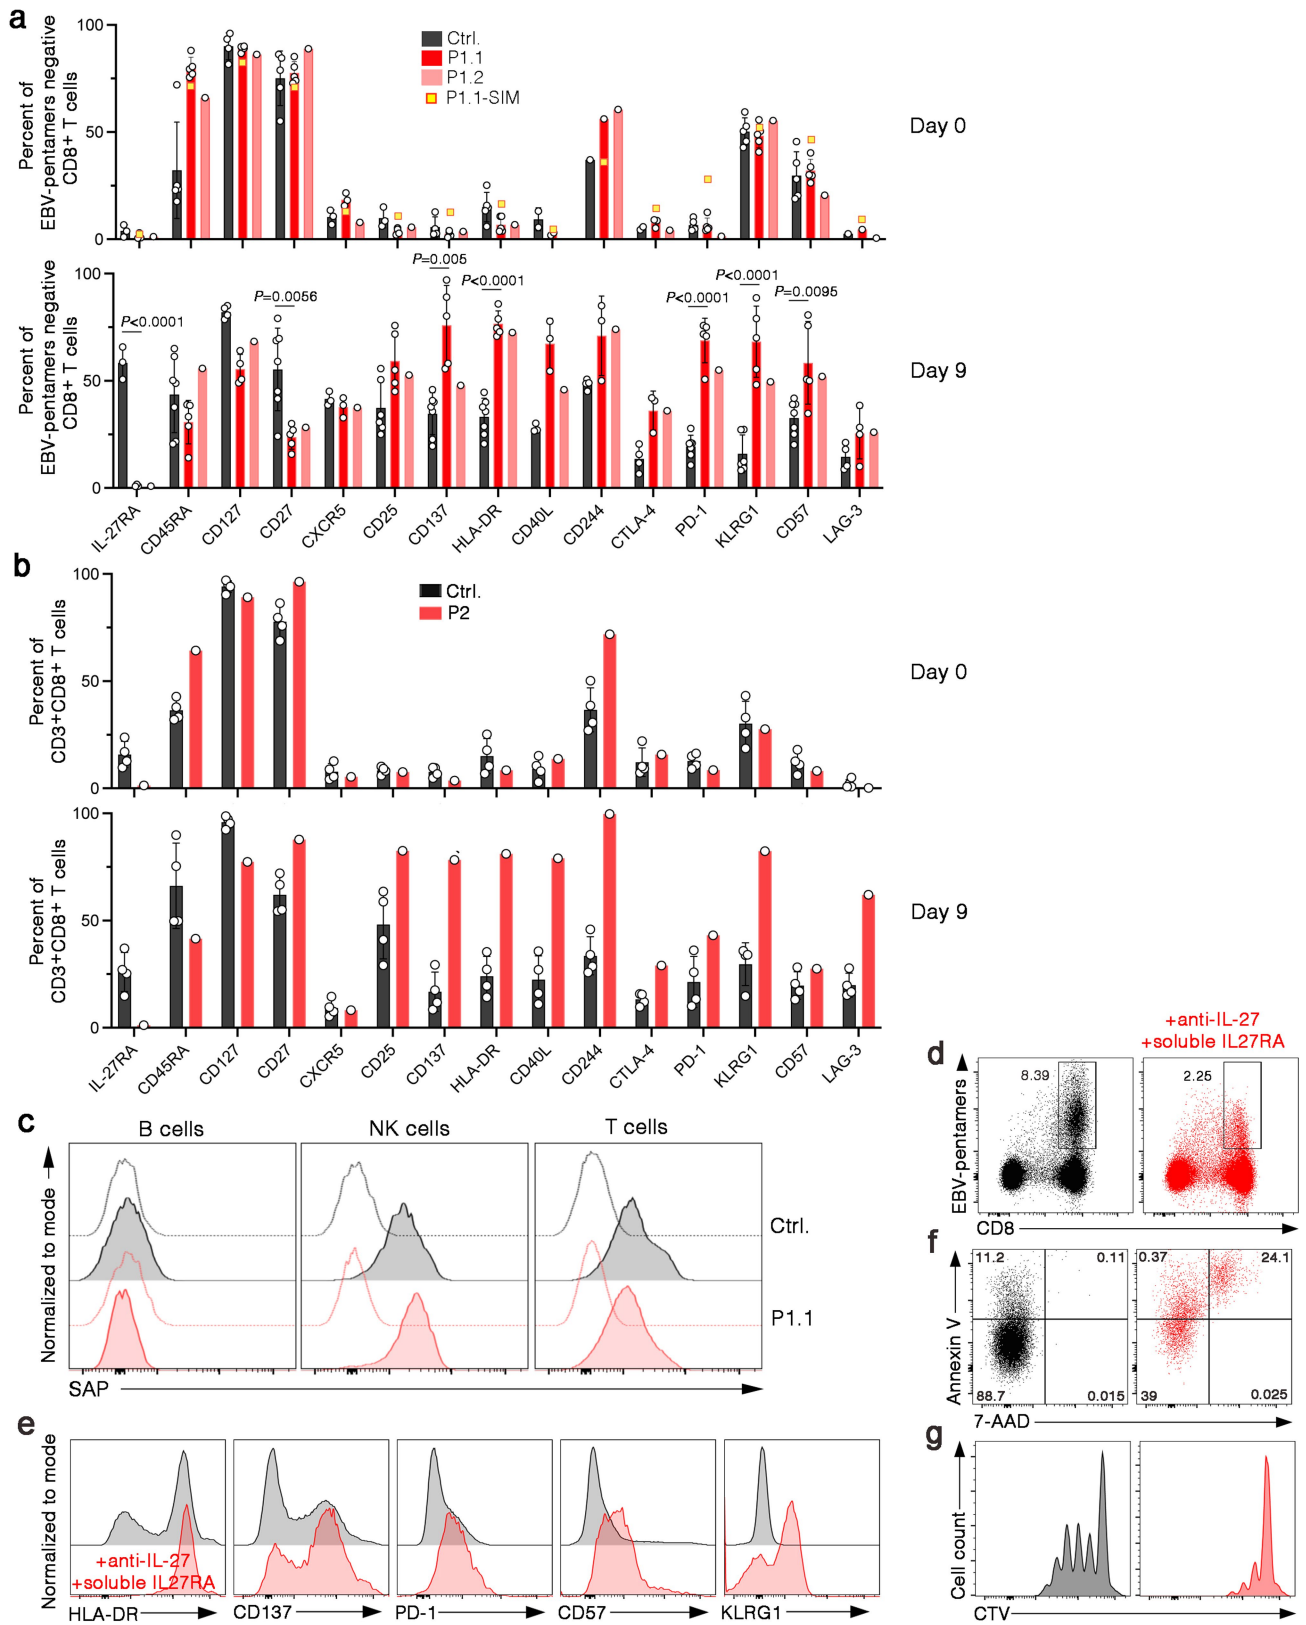 a
Percent of
EBV-pentamers negative
CD8+ T cells
100
50
0
Ctrl.
P1.1
P1.2
P1.1-SIM
Day 0
Percent of
EBV-pentamers negative
CD8+ T cells
100
50
0
P<0.0001
P=0.0056
P=0.005
P<0.0001
P<0.0001
P<0.0001
P=0.0095
Day 9
IL-27RA
CD45RA
CD127
CD27
CXCR5
CD25
CD137
HLA-DR
CD40L
CD244
CTLA-4
PD-1
KLRG1
CD57
LAG-3
b
Percent of
CD3+CD8+ T cells
100
50
0
Ctrl.
P2
Day 0
Percent of
CD3+CD8+ T cells
100
50
0
Day 9
IL-27RA
CD45RA
CD127
CD27
CXCR5
CD25
CD137
HLA-DR
CD40L
CD244
CTLA-4
PD-1
KLRG1
CD57
LAG-3
c
B cells
NK cells
T cells
Normalized to mode
Ctrl.
P1.1
SAP
d
+anti-IL-27
+soluble IL27RA
EBV-pentamers
8.39
2.25
CD8
e
Normalized to mode
+anti-IL-27
+soluble IL27RA
HLA-DR
CD137
PD-1
CD57
KLRG1
f
Annexin V
11.2
0.11
88.7
0.015
0.37
24.1
39
0.025
7-AAD
g
Cell count
CTV